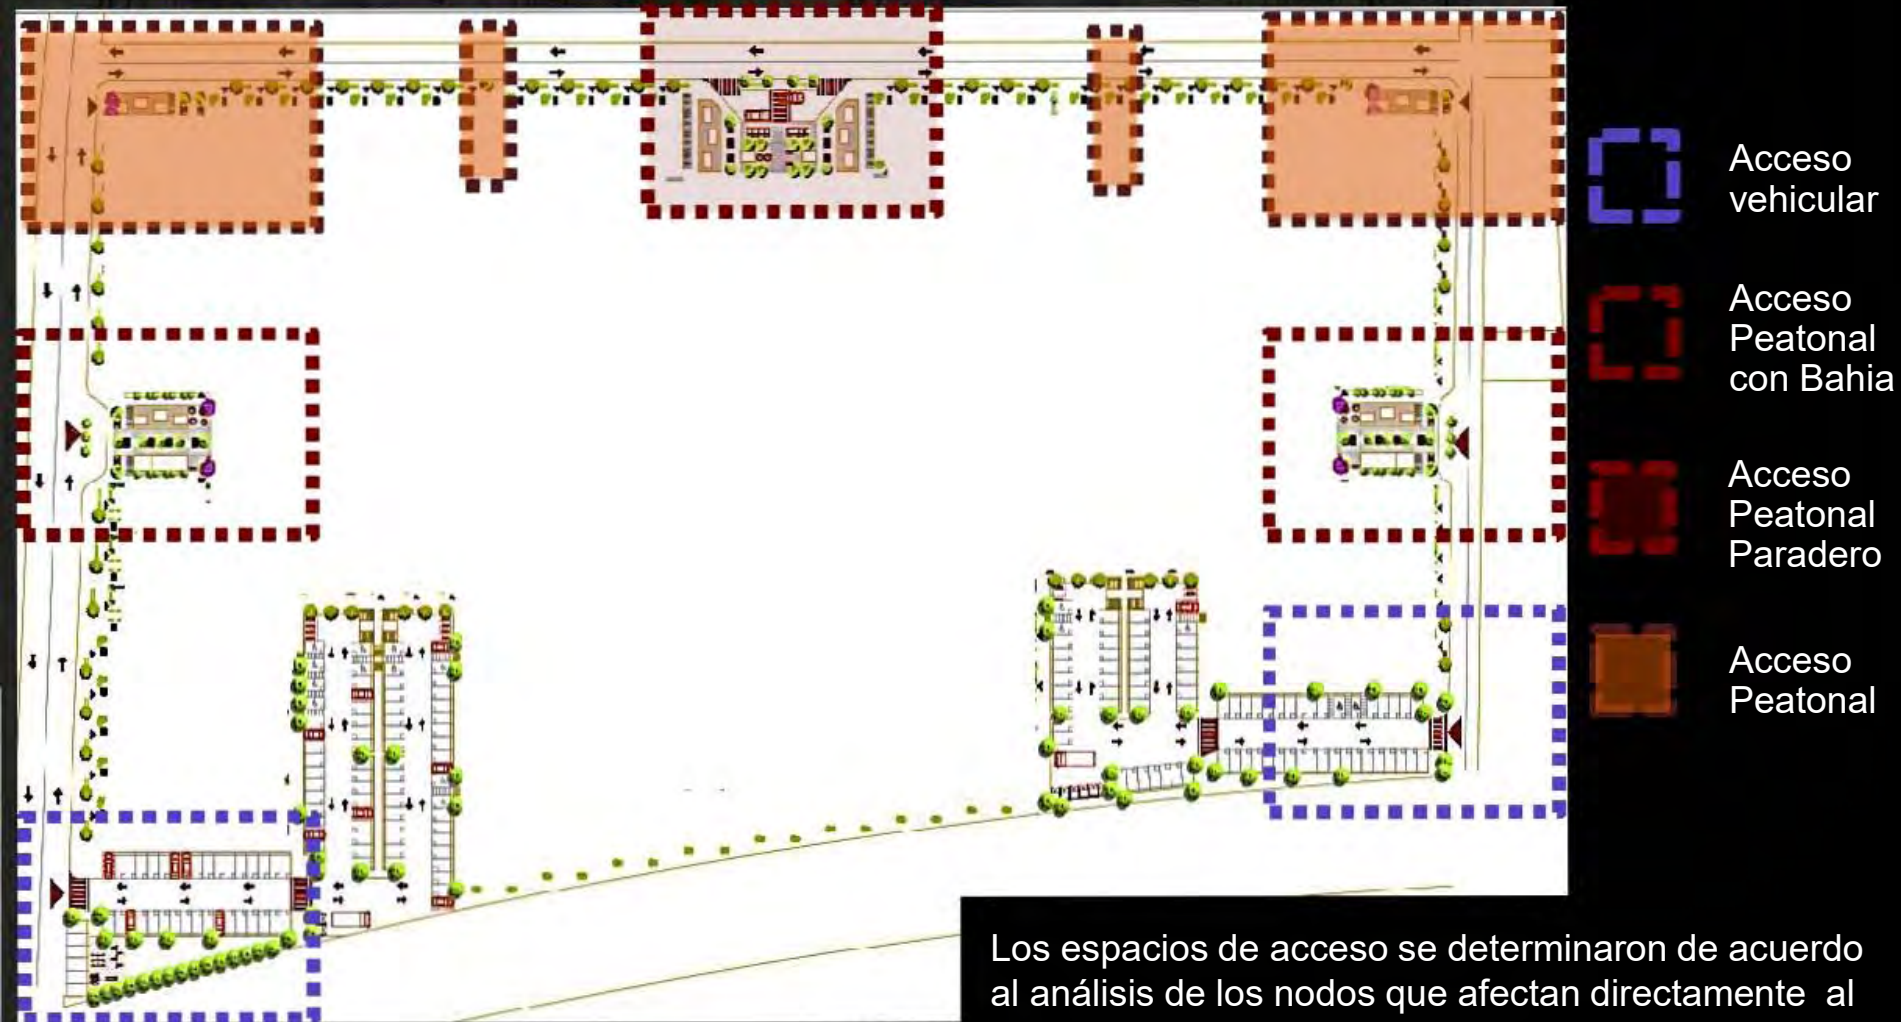 Acceso
vehicular
Acceso
Peatonal
con Bahia
Acceso
Peatonal
Paradero
Acceso
Peatonal
Los espacios de acceso se determinaron de acuerdo
al análisis de los nodos que afectan directamente al